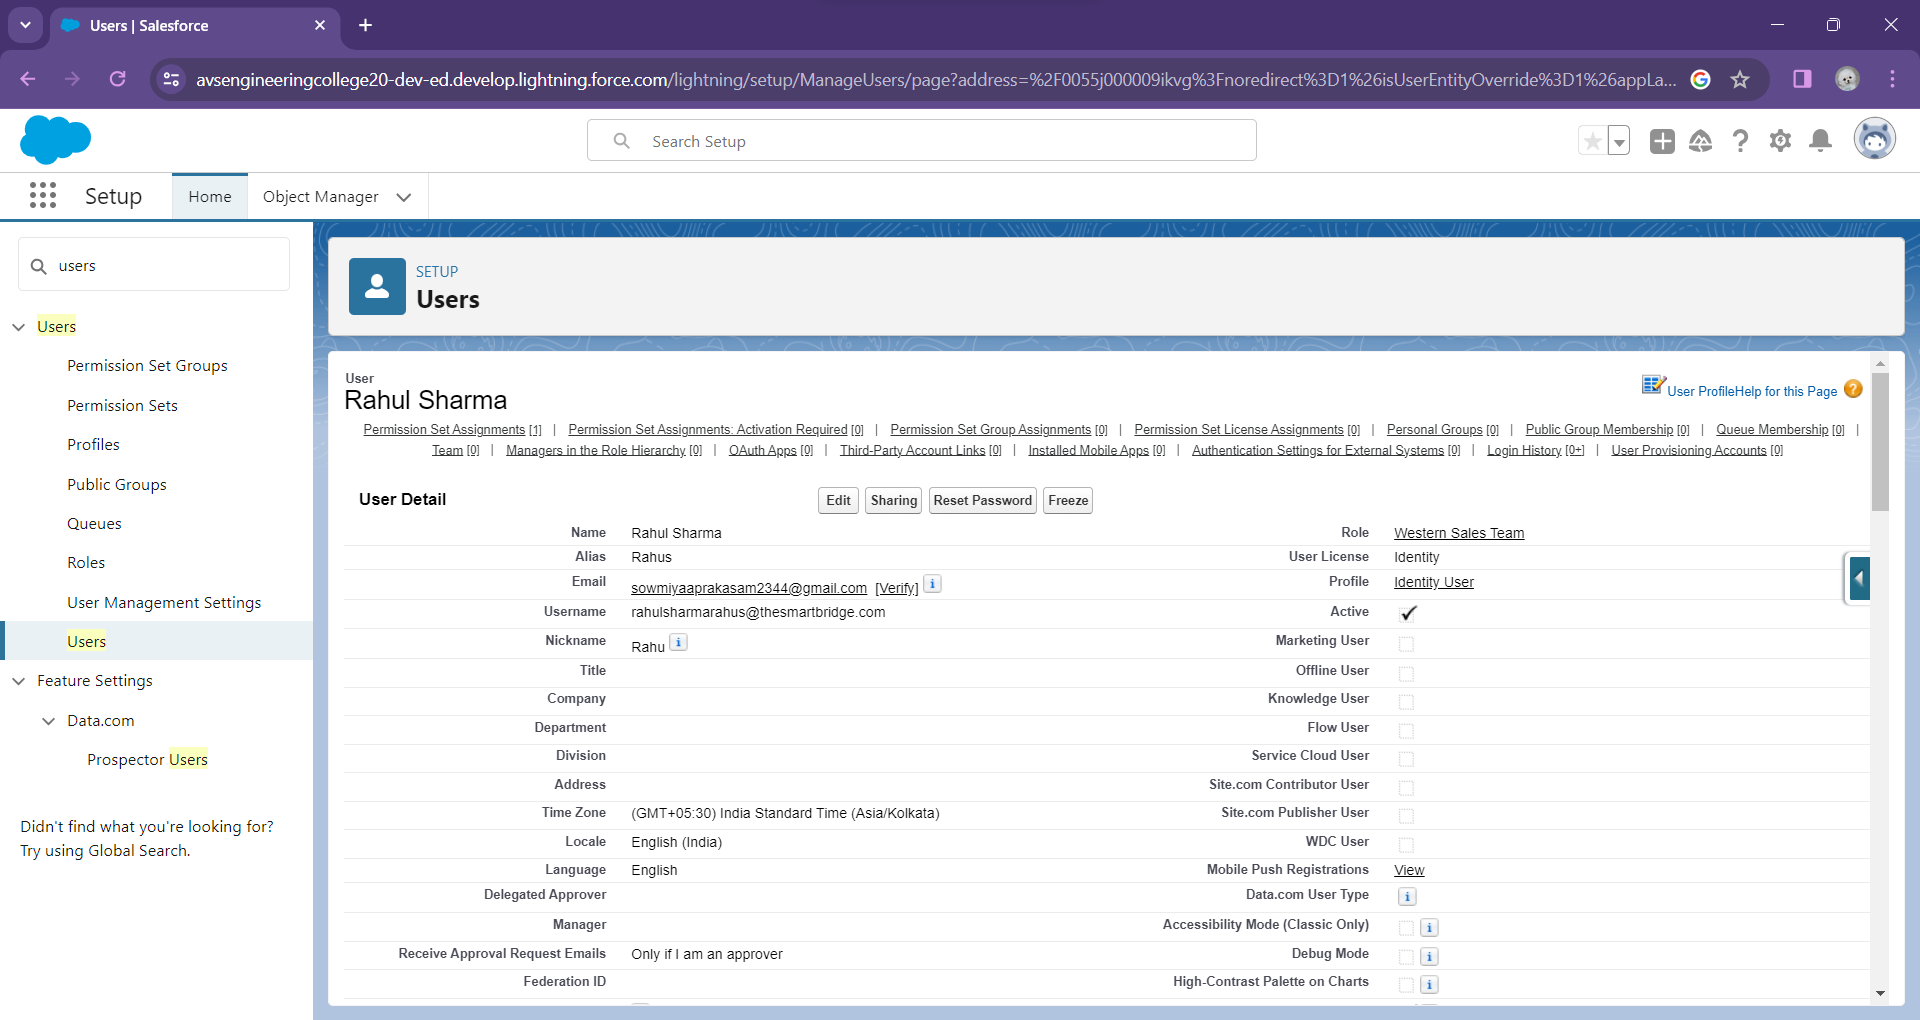 Users | Salesforce
avsengineeringcollege20-dev-ed.develop.lightning.force.com/lightning/setup/ManageUsers/page?address=%2F0055j000009ikvg%3Fnoredirect%3D1%26isUserEntityOverride%3D1%26appLa...
Search Setup
Setup Home Object Manager
users
Users
Permission Set Groups
Permission Sets
Profiles
Public Groups
Queues
Roles
User Management Settings
Users
Feature Settings
Data.com
Prospector Users
Didn't find what you're looking for?
Try using Global Search.
SETUP
Users
User
Rahul Sharma
User Profile Help for this Page
Permission Set Assignments [1] | Permission Set Assignments: Activation Required [0] | Permission Set Group Assignments [0] | Permission Set License Assignments [0] | Personal Groups [0] | Public Group Membership [0] | Queue Membership [0] |
Team [0] | Managers in the Role Hierarchy [0] | OAuth Apps [0] | Third-Party Account Links [0] | Installed Mobile Apps [0] | Authentication Settings for External Systems [0] | Login History [0+] | User Provisioning Accounts [0]
User Detail Edit Sharing Reset Password Freeze
Name Rahul Sharma Role Western Sales Team
Alias Rahus User License Identity
Email sowmiyaaprakasam2344@gmail.com [Verify] i Profile Identity User
Username rahulsharmarahus@thesmartbridge.com Active
Nickname Rahu i Marketing User
Title Offline User
Company Knowledge User
Department Flow User
Division Service Cloud User
Address Site.com Contributor User
Time Zone (GMT+05:30) India Standard Time (Asia/Kolkata) Site.com Publisher User
Locale English (India) WDC User
Language English Mobile Push Registrations View
Delegated Approver Data.com User Type i
Manager Accessibility Mode (Classic Only) i
Receive Approval Request Emails Only if I am an approver Debug Mode i
Federation ID High-Contrast Palette on Charts i